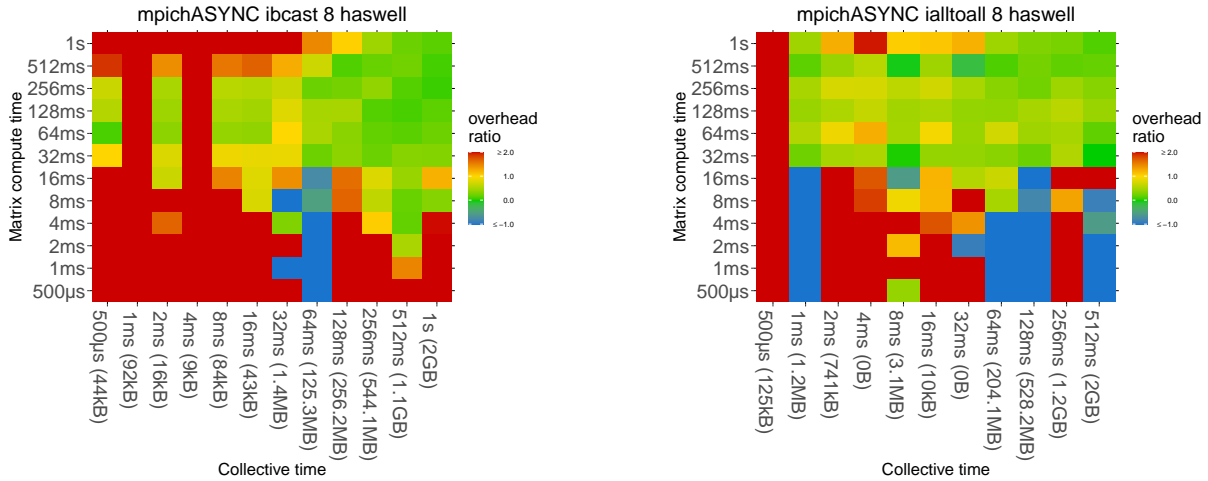 mpichASYNC ibcast 8 haswell
Matrix compute time
1s
512ms
256ms
128ms
64ms
32ms
16ms
8ms
4ms
2ms
1ms
500µs
500µs (44kB)
1ms (92kB)
2ms (16kB)
4ms (9kB)
8ms (84kB)
16ms (43kB)
32ms (1.4MB)
64ms (125.3MB)
128ms (256.2MB)
256ms (544.1MB)
512ms (1.1GB)
1s (2GB)
Collective time
overhead
ratio
≥ 2.0
1.0
0.0
≤ −1.0
mpichASYNC ialltoall 8 haswell
Matrix compute time
1s
512ms
256ms
128ms
64ms
32ms
16ms
8ms
4ms
2ms
1ms
500µs
500µs (125kB)
1ms (1.2MB)
2ms (741kB)
4ms (0B)
8ms (3.1MB)
16ms (10kB)
32ms (0B)
64ms (204.1MB)
128ms (528.2MB)
256ms (1.2GB)
512ms (2GB)
Collective time
overhead
ratio
≥ 2.0
1.0
0.0
≤ −1.0